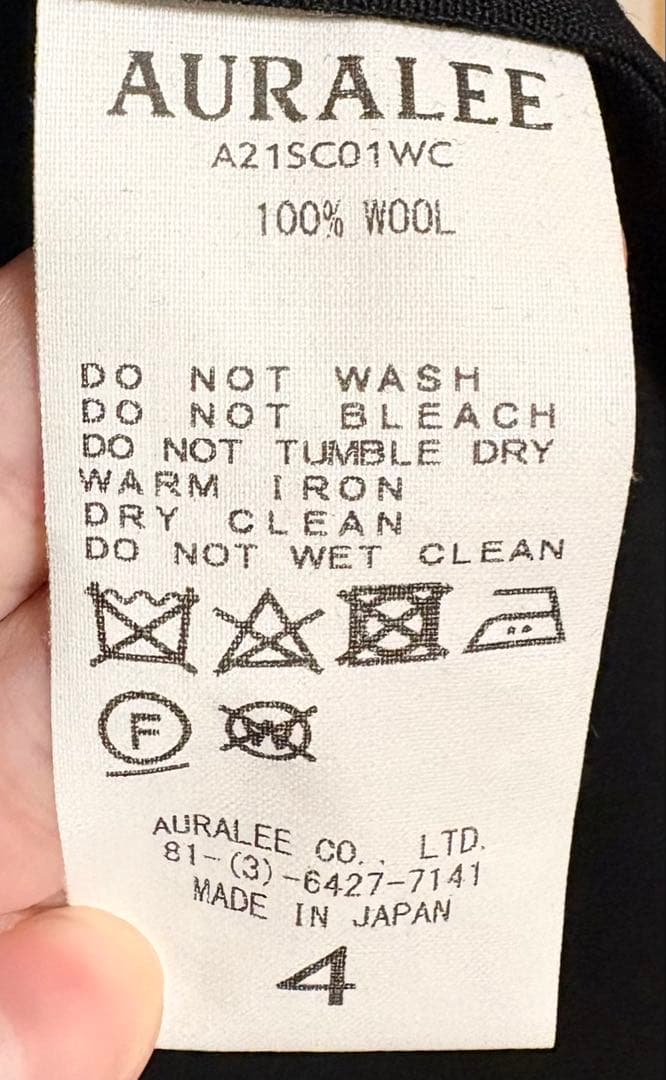 AURALEE
A21SC01WC
100% WOOL
DO NOT WASH
DO NOT BLEACH
DO NOT TUMBLE DRY
WARM IRON
DRY CLEAN
DO NOT WET CLEAN
F W
AURALEE CO., LTD.
81-(3)-6427-7141
MADE IN JAPAN
4